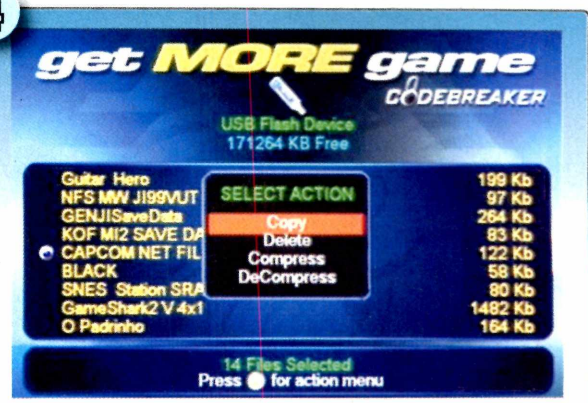 4
get MORE game
CODEBREAKER
USB Flash Device
171264 KB Free
Guitar Hero 199 Kb
NFS MW JI99VUT 97 Kb
GENJISaveData 264 Kb
KOF MI2 SAVE DA 83 Kb
CAPCOM NET FIL 122 Kb
BLACK 58 Kb
SNES Station SRA 80 Kb
GameShark2 V 4x1 1482 Kb
O Padrinho 164 Kb
SELECT ACTION
Copy
Delete
Compress
DeCompress
14 Files Selected
Press for action menu